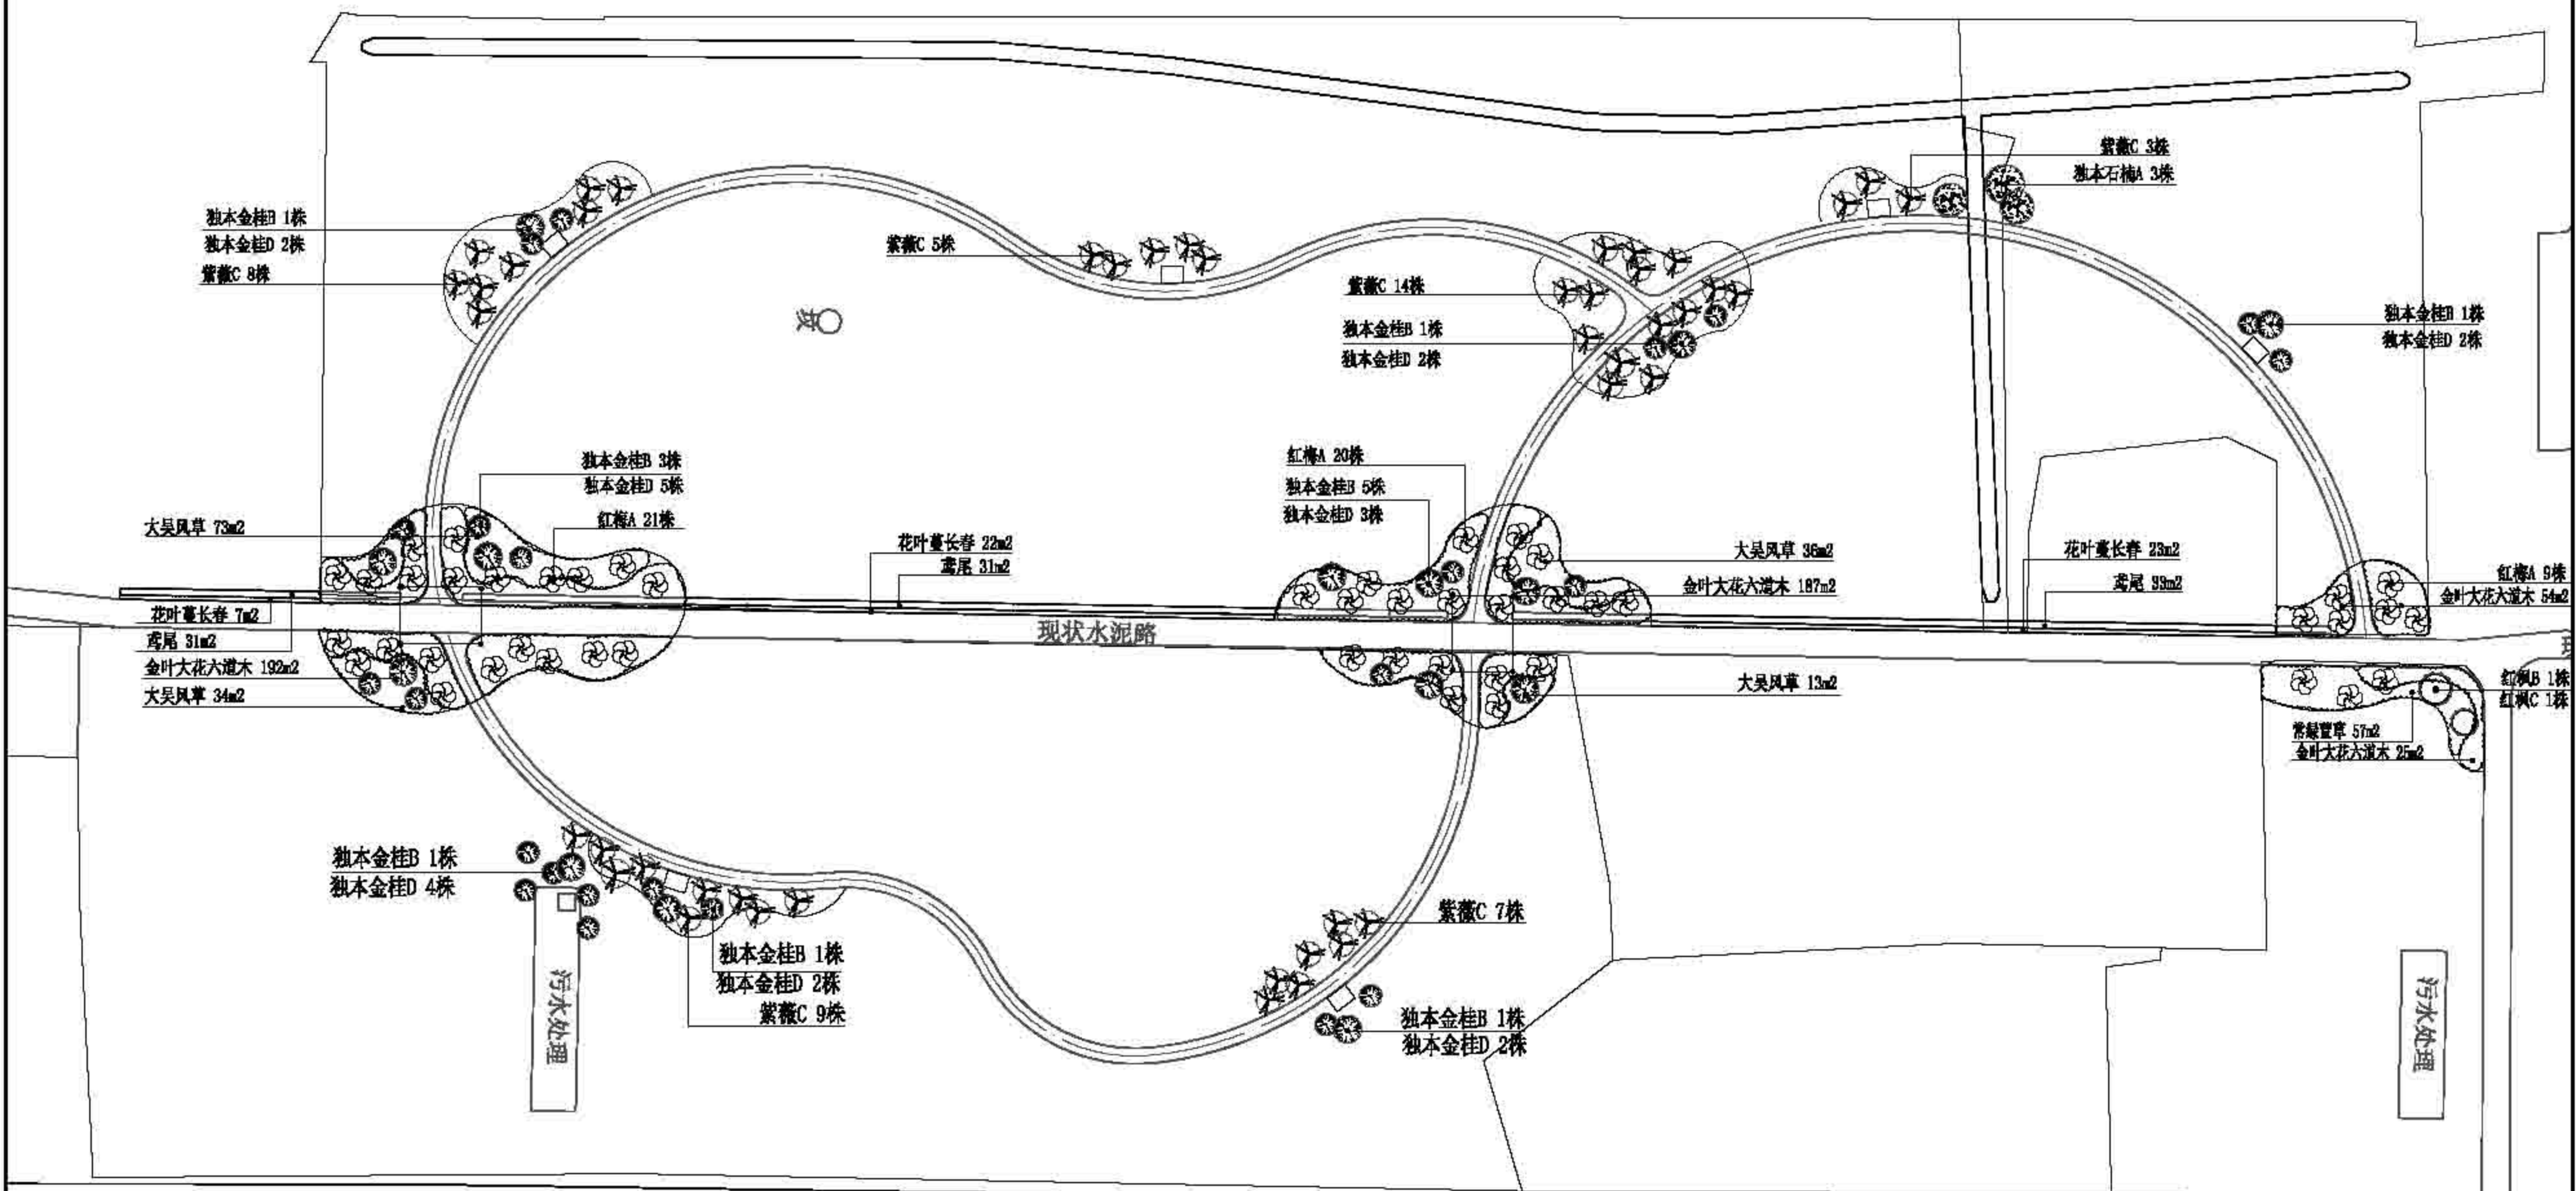 紫薇C 3株
独本石楠A 3株
独本金桂B 1株
独本金桂D 2株
紫薇C 8株
紫薇C 5株
紫薇C 14株
独本金桂B 1株
独本金桂D 2株
独本金桂B 1株
独本金桂D 2株
坟
独本金桂B 3株
独本金桂D 5株
红梅A 21株
大吴风草 73m2
红梅A 20株
独本金桂B 5株
独本金桂D 3株
花叶蔓长春 22m2
鸢尾 31m2
大吴风草 36m2
金叶大花六道木 187m2
花叶蔓长春 23m2
鸢尾 33m2
红梅A 9株
金叶大花六道木 54m2
花叶蔓长春 7m2
鸢尾 31m2
金叶大花六道木 192m2
大吴风草 34m2
现状水泥路
大吴风草 13m2
红枫B 1株
红枫C 1株
常绿萱草 57m2
金叶大花六道木 25m2
独本金桂B 1株
独本金桂D 4株
独本金桂B 1株
独本金桂D 2株
紫薇C 9株
紫薇C 7株
独本金桂B 1株
独本金桂D 2株
污水处理
污水处理